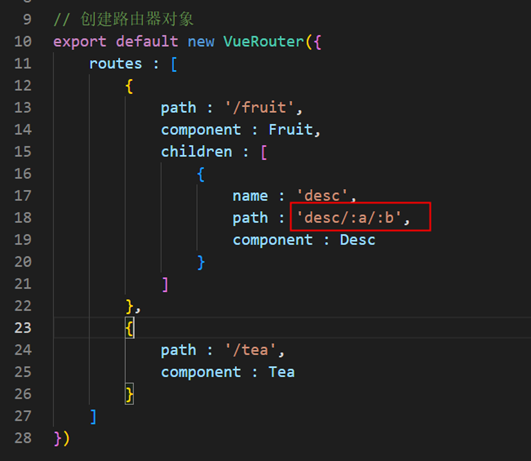 9 // 创建路由器对象
10 export default new VueRouter({
11 routes : [
12 {
13 path : '/fruit',
14 component : Fruit,
15 children : [
16 {
17 name : 'desc',
18 path : 'desc/:a/:b',
19 component : Desc
20 }
21 ]
22 },
23 {
24 path : '/tea',
25 component : Tea
26 }
27 ]
28 })